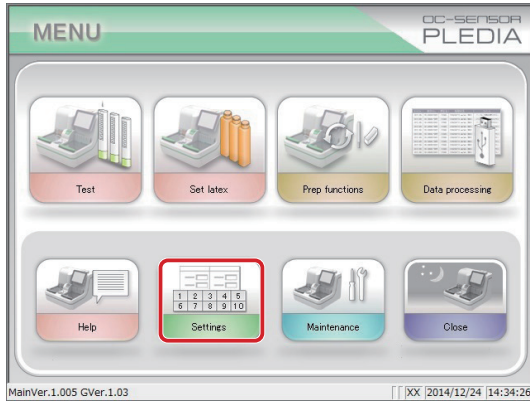 MENU
OC-SENSOR
PLEDIA
Test
Set latex
Prep functions
Data processing
1 2 3 4 5
6 7 8 9 10
Help
Settings
Maintenance
Close
MainVer.1.005 GVer.1.03
XX 2014/12/24 14:34:26